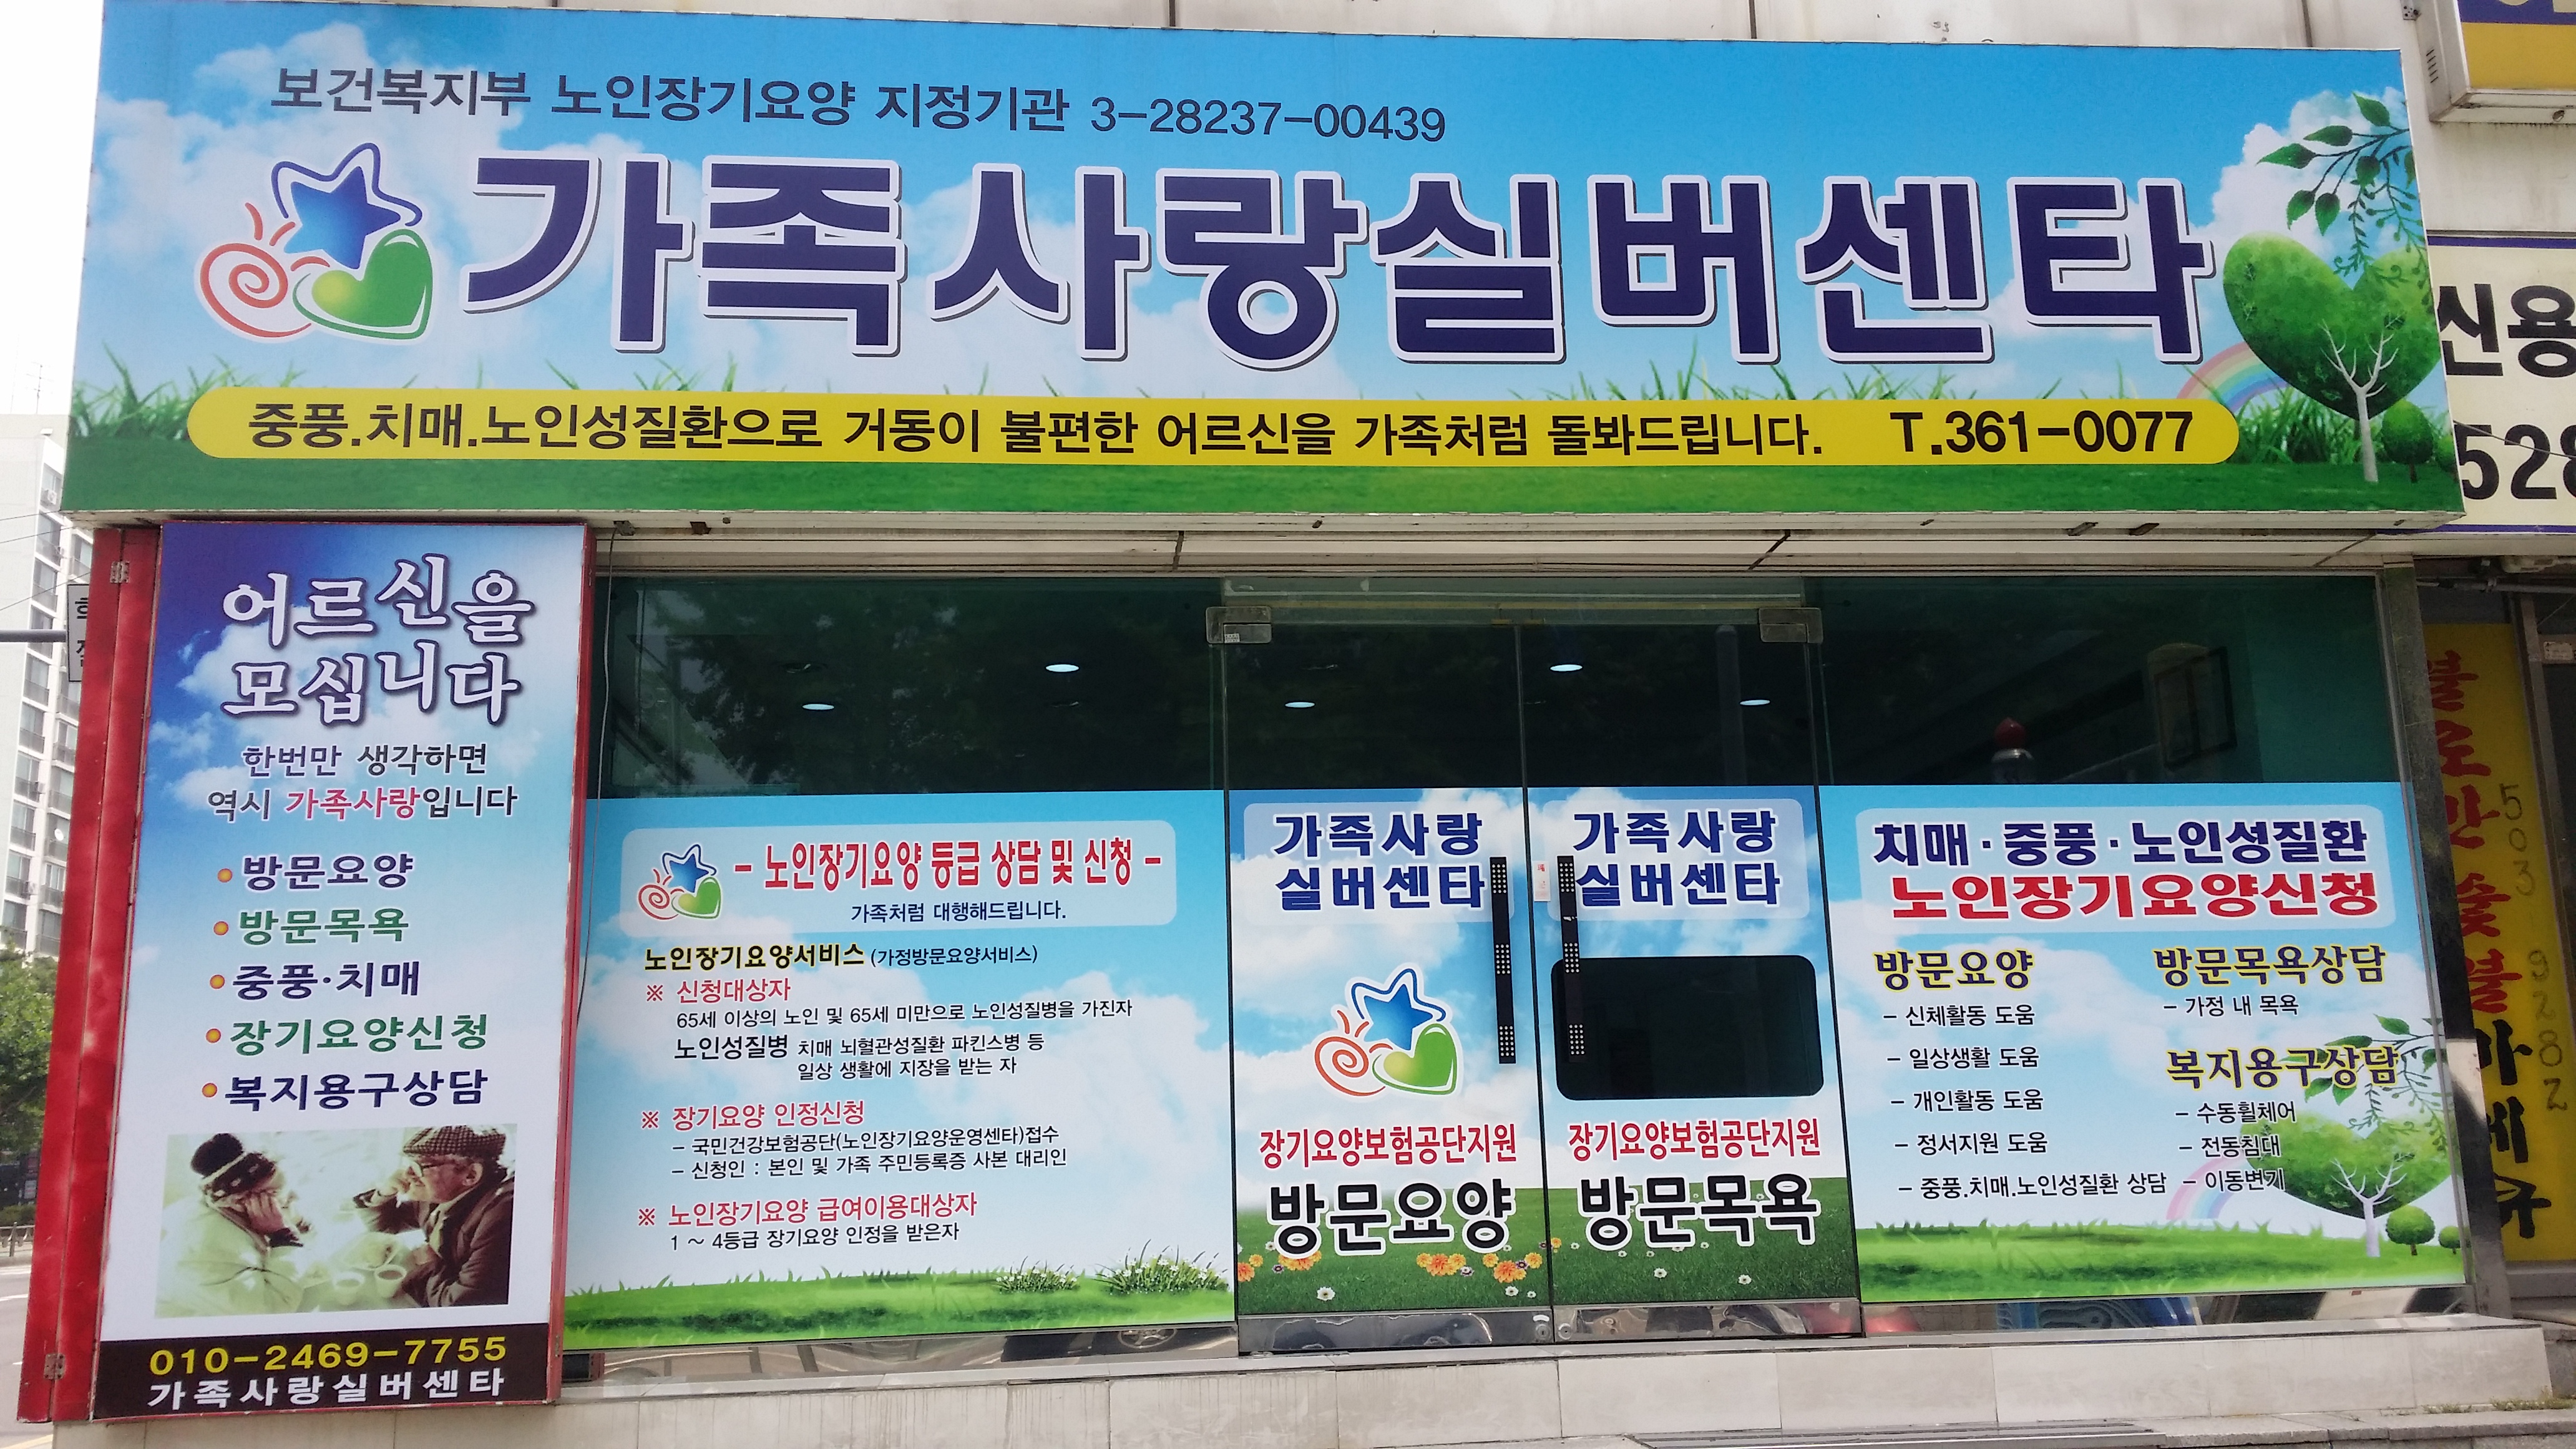 보건복지부 노인장기요양 지정기관 3-28237-00439
가족사랑실버센타
중풍.치매.노인성질환으로 거동이 불편한 어르신을 가족처럼 돌봐드립니다. T.361-0077
신용
528
어르신을
모십니다
한번만 생각하면
역시 가족사랑입니다
방문요양
방문목욕
중풍·치매
장기요양신청
복지용구상담
010-2469-7755
가족사랑실버센타
- 노인장기요양 등급 상담 및 신청 -
가족처럼 대행해드립니다.
노인장기요양서비스 (가정방문요양서비스)
※ 신청대상자
65세 이상의 노인 및 65세 미만으로 노인성질병을 가진자
노인성질병 치매 뇌혈관성질환 파킨스병 등
일상 생활에 지장을 받는 자
※ 장기요양 인정신청
- 국민건강보험공단(노인장기요양운영센타)접수
- 신청인 : 본인 및 가족 주민등록증 사본 대리인
※ 노인장기요양 급여이용대상자
1 ~ 4등급 장기요양 인정을 받은자
가족사랑
실버센타
장기요양보험공단지원
방문요양
가족사랑
실버센타
장기요양보험공단지원
방문목욕
치매·중풍·노인성질환
노인장기요양신청
방문요양
- 신체활동 도움
- 일상생활 도움
- 개인활동 도움
- 정서지원 도움
- 중풍.치매.노인성질환 상담
방문목욕상담
- 가정 내 목욕
복지용구상담
- 수동휠체어
- 전동침대
- 이동변기
503
9282